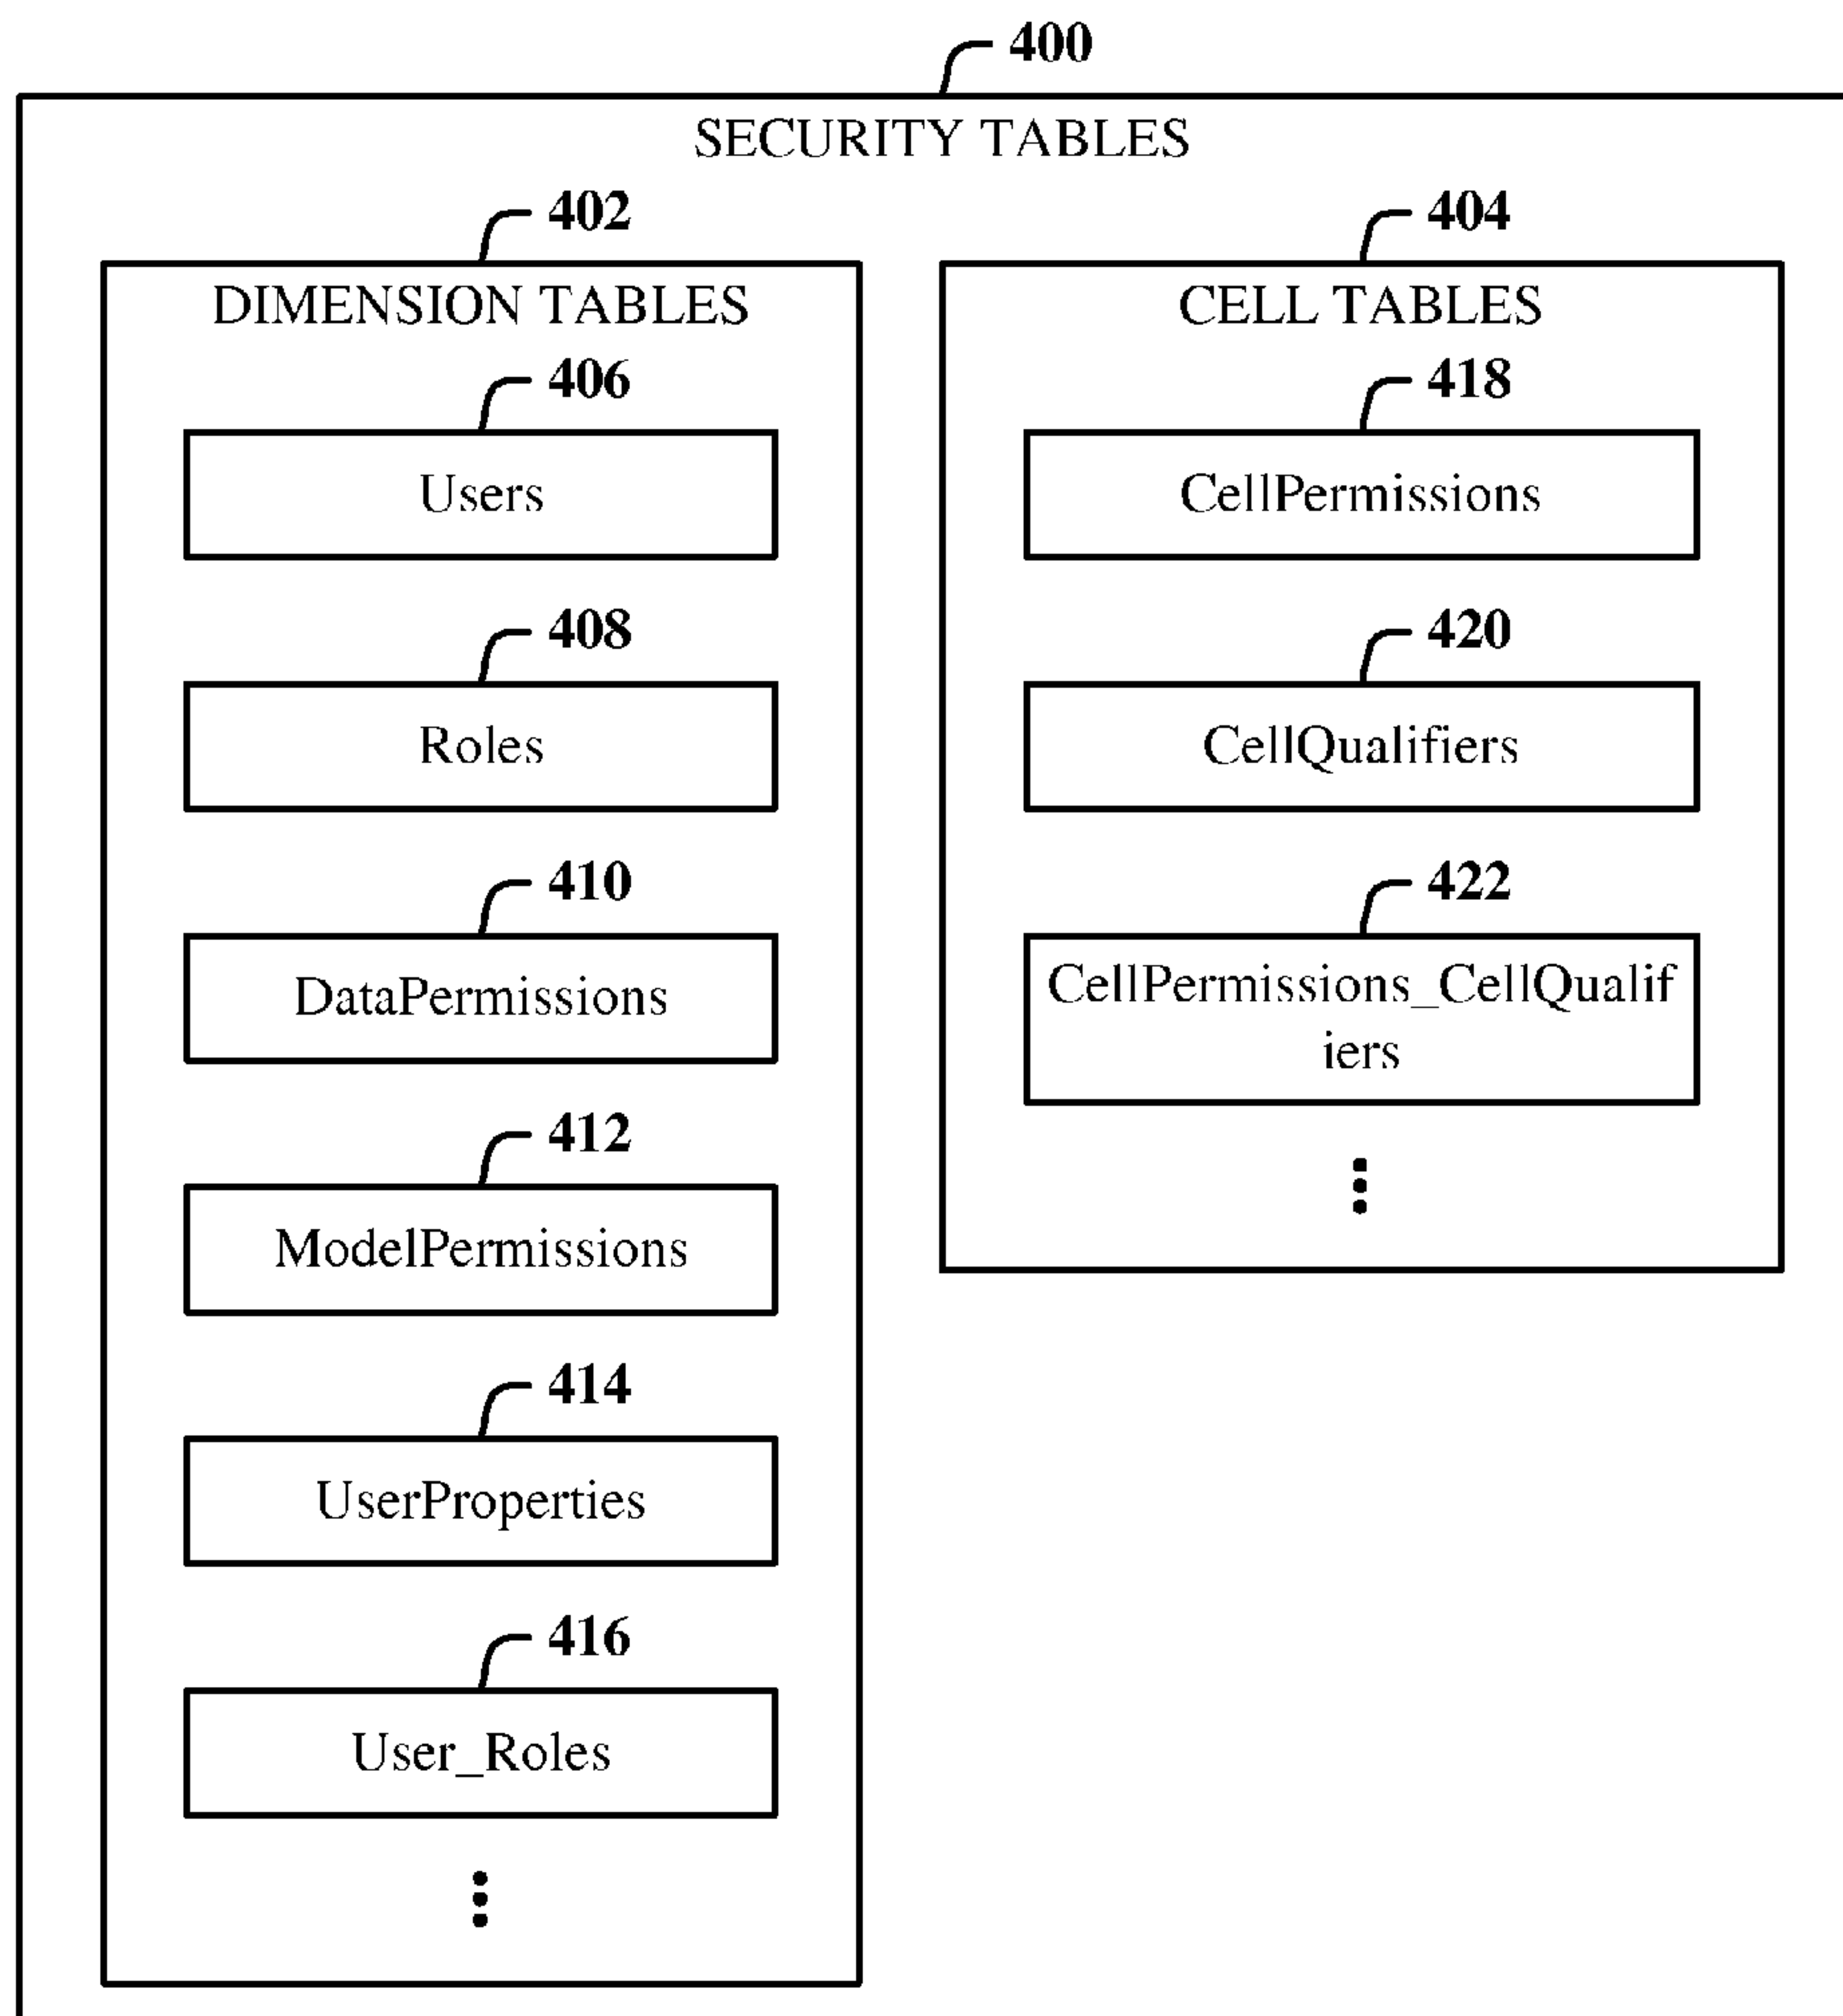 400
SECURITY TABLES
402
DIMENSION TABLES
406
Users
408
Roles
410
DataPermissions
412
ModelPermissions
414
UserProperties
416
User_Roles
404
CELL TABLES
418
CellPermissions
420
CellQualifiers
422
CellPermissions_CellQualif
iers